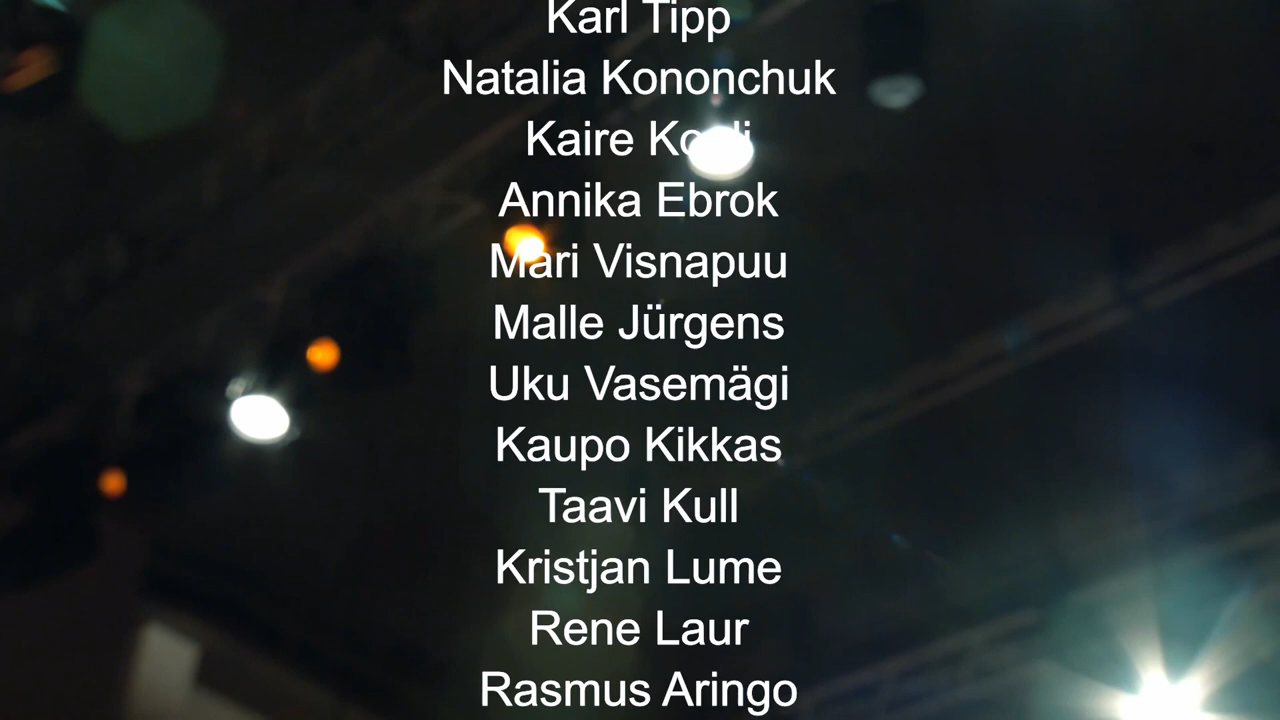 Karl Tipp
Natalia Kononchuk
Kaire
Annika Ebrok
Mari Visnapuu
Malle Jürgens
Uku Vasemägi
Kaupo Kikkas
Taavi Kull
Kristjan Lume
Rene Laur
Rasmus Aringo